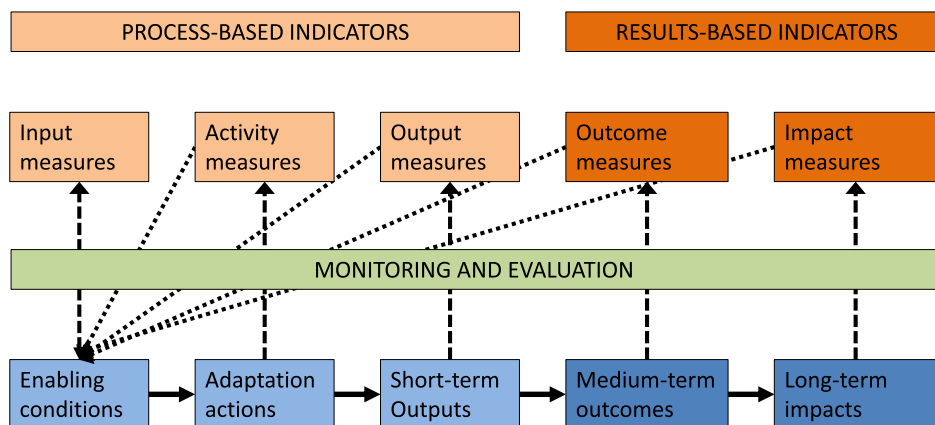 PROCESS-BASED INDICATORS
RESULTS-BASED INDICATORS
Input
measures
Activity
measures
Output
measures
Outcome
measures
Impact
measures
MONITORING AND EVALUATION
Enabling
conditions
Adaptation
actions
Short-term
Outputs
Medium-term
outcomes
Long-term
impacts